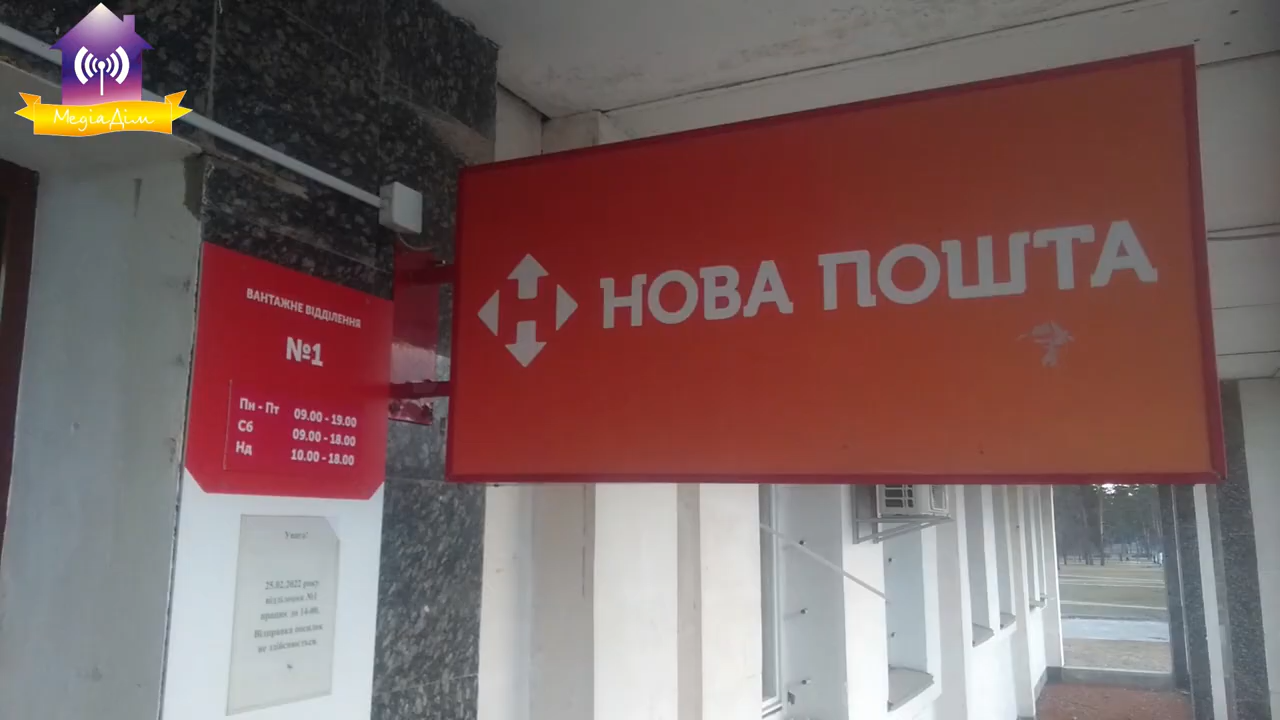 МедіаДім
НОВА ПОШТА
ВАНТАЖНЕ ВІДДІЛЕННЯ
№1
Пн - Пт 09.00 - 19.00
Сб 09.00 - 18.00
Нд 10.00 - 18.00
Увага!
25.02.2022 року
відділення №1
працює до 14-00.
Відправка посилок
не здійснюється.